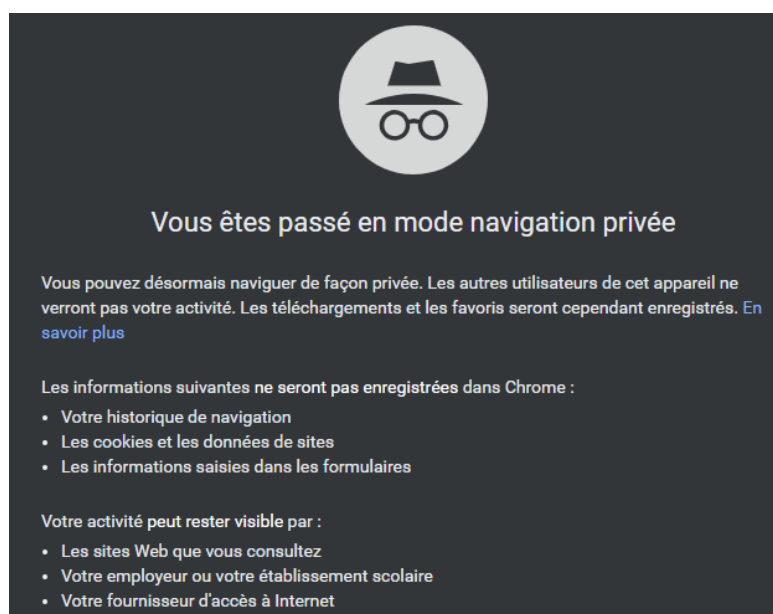 Vous êtes passé en mode navigation privée
Vous pouvez désormais naviguer de façon privée. Les autres utilisateurs de cet appareil ne
verront pas votre activité. Les téléchargements et les favoris seront cependant enregistrés. En
savoir plus
Les informations suivantes ne seront pas enregistrées dans Chrome :
• Votre historique de navigation
• Les cookies et les données de sites
• Les informations saisies dans les formulaires
Votre activité peut rester visible par :
• Les sites Web que vous consultez
• Votre employeur ou votre établissement scolaire
• Votre fournisseur d'accès à Internet